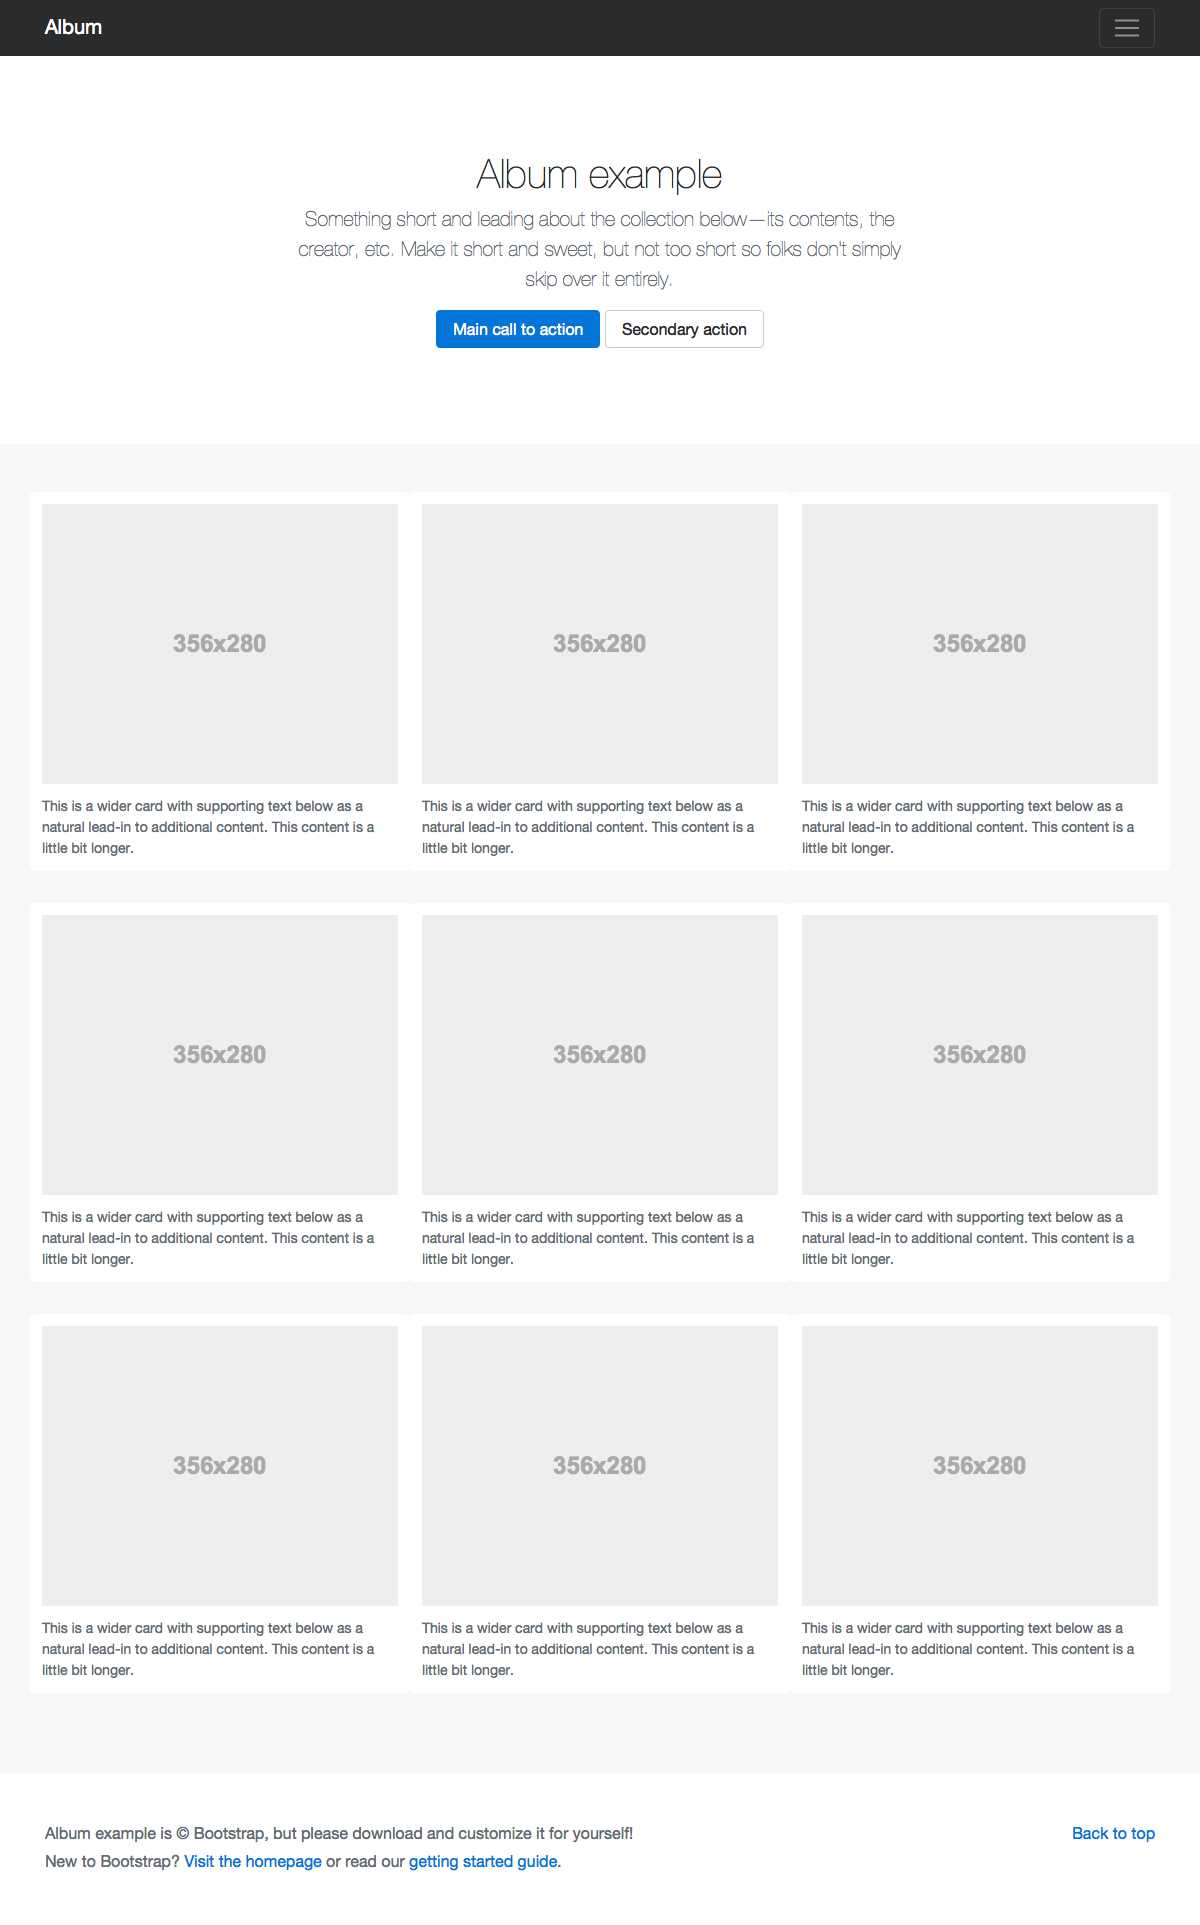 Album
Album example
Something short and leading about the collection below—its contents, the
creator, etc. Make it short and sweet, but not too short so folks don't simply
skip over it entirely.
Main call to action
Secondary action
356x280
356x280
356x280
This is a wider card with supporting text below as a
natural lead-in to additional content. This content is a
little bit longer.
This is a wider card with supporting text below as a
natural lead-in to additional content. This content is a
little bit longer.
This is a wider card with supporting text below as a
natural lead-in to additional content. This content is a
little bit longer.
356x280
356x280
356x280
This is a wider card with supporting text below as a
natural lead-in to additional content. This content is a
little bit longer.
This is a wider card with supporting text below as a
natural lead-in to additional content. This content is a
little bit longer.
This is a wider card with supporting text below as a
natural lead-in to additional content. This content is a
little bit longer.
356x280
356x280
356x280
This is a wider card with supporting text below as a
natural lead-in to additional content. This content is a
little bit longer.
This is a wider card with supporting text below as a
natural lead-in to additional content. This content is a
little bit longer.
This is a wider card with supporting text below as a
natural lead-in to additional content. This content is a
little bit longer.
Album example is © Bootstrap, but please download and customize it for yourself!
Back to top
New to Bootstrap? Visit the homepage or read our getting started guide.